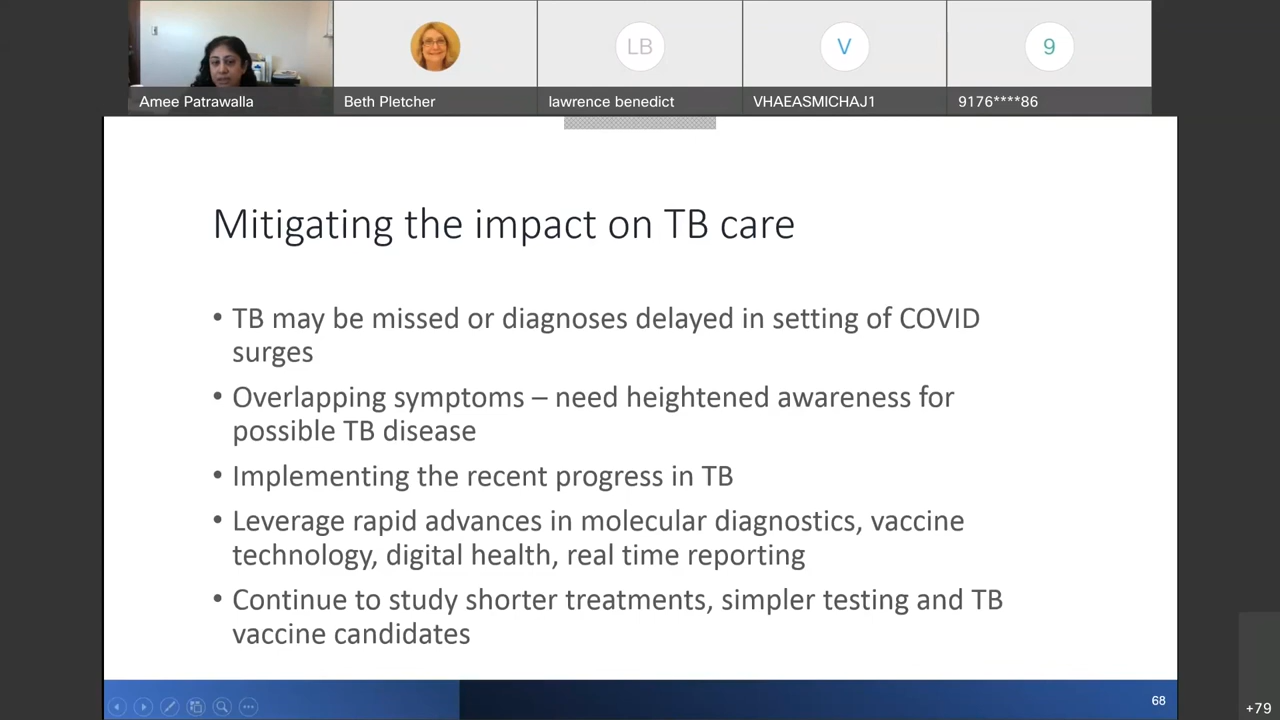 LB
V
9
Amee Patrawalla
Beth Pletcher
lawrence benedict
VHAEASMICHAJ1
9176****86
Mitigating the impact on TB care
• TB may be missed or diagnoses delayed in setting of COVID
surges
• Overlapping symptoms – need heightened awareness for
possible TB disease
• Implementing the recent progress in TB
• Leverage rapid advances in molecular diagnostics, vaccine
technology, digital health, real time reporting
• Continue to study shorter treatments, simpler testing and TB
vaccine candidates
68
+79